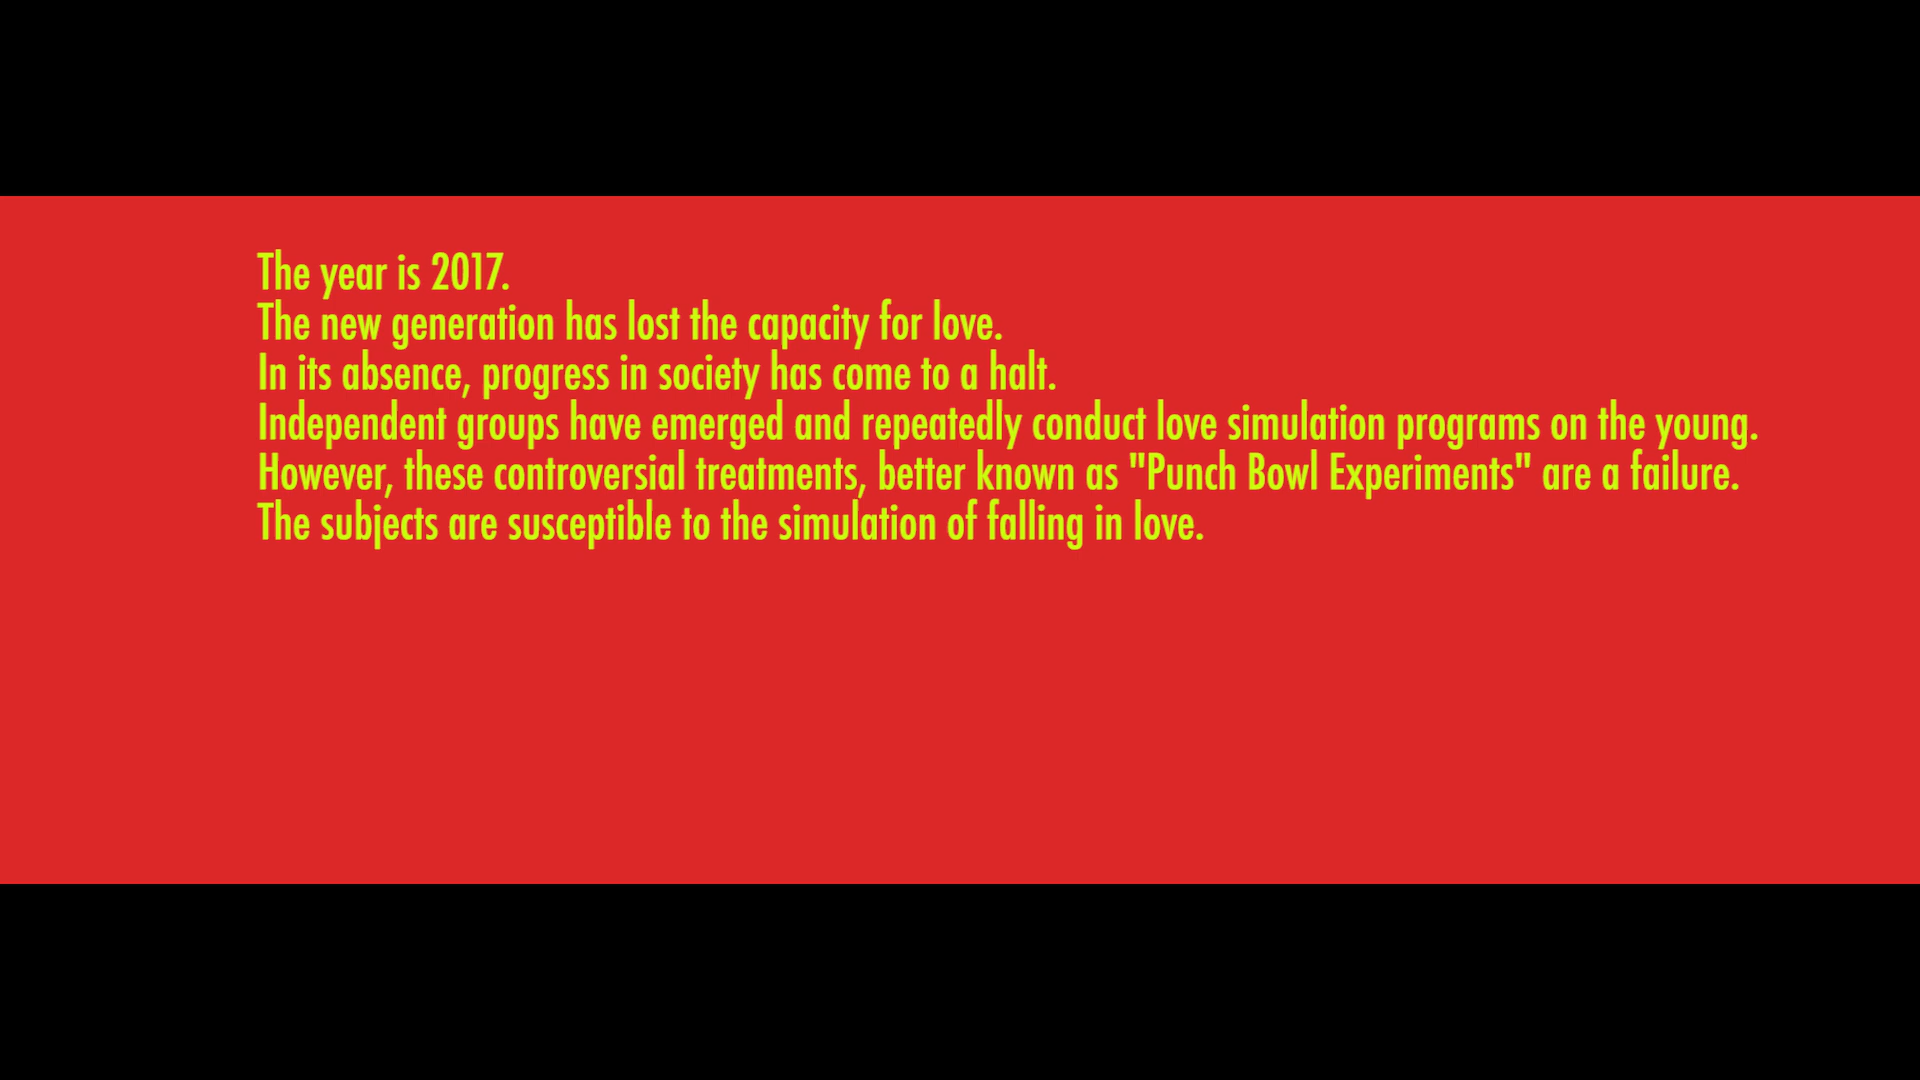 The year is 2017.
The new generation has lost the capacity for love.
In its absence, progress in society has come to a halt.
Independent groups have emerged and repeatedly conduct love simulation programs on the young.
However, these controversial treatments, better known as "Punch Bowl Experiments" are a failure.
The subjects are susceptible to the simulation of falling in love.